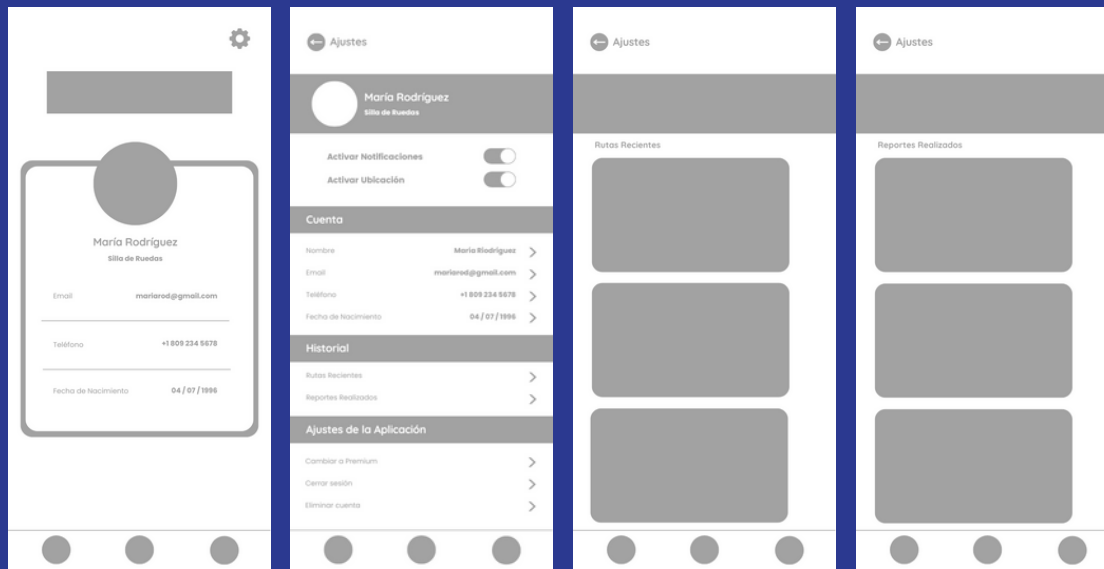 María Rodríguez
Silla de Ruedas
Email mariarod@gmail.com
Teléfono +1 809 234 5678
Fecha de Nacimiento 04 / 07 / 1996
Ajustes
María Rodríguez
Silla de Ruedas
Activar Notificaciones
Activar Ubicación
Cuenta
Nombre María Riodríguez
Email mariarod@gmail.com
Teléfono +1 809 234 5678
Fecha de Nacimiento 04 / 07 / 1996
Historial
Rutas Recientes
Reportes Realizados
Ajustes de la Aplicación
Cambiar a Premium
Cerrar sesión
Eliminar cuenta
Ajustes
Rutas Recientes
Ajustes
Reportes Realizados